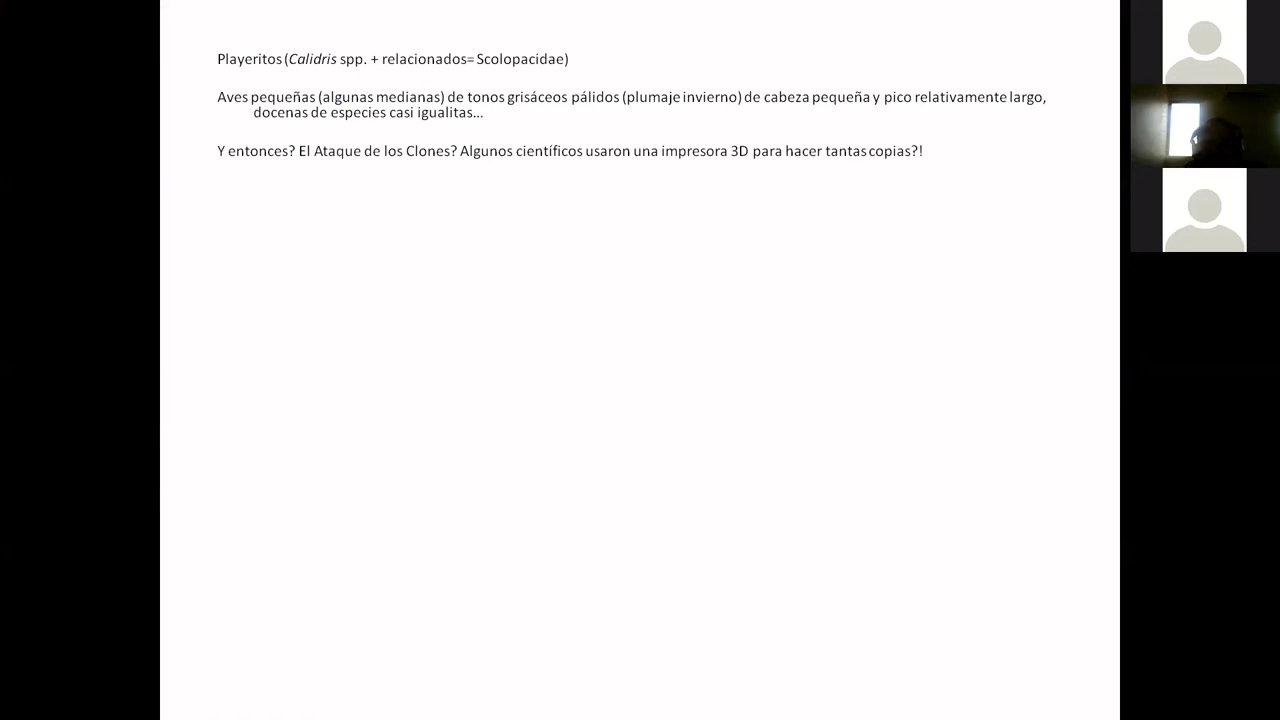 Playeritos (Calidris spp. + relacionados= Scolopacidae)
Aves pequeñas (algunas medianas) de tonos grisáceos pálidos (plumaje invierno) de cabeza pequeña y pico relativamente largo,
docenas de especies casi igualitas...
Y entonces? El Ataque de los Clones? Algunos científicos usaron una impresora 3D para hacer tantas copias?!